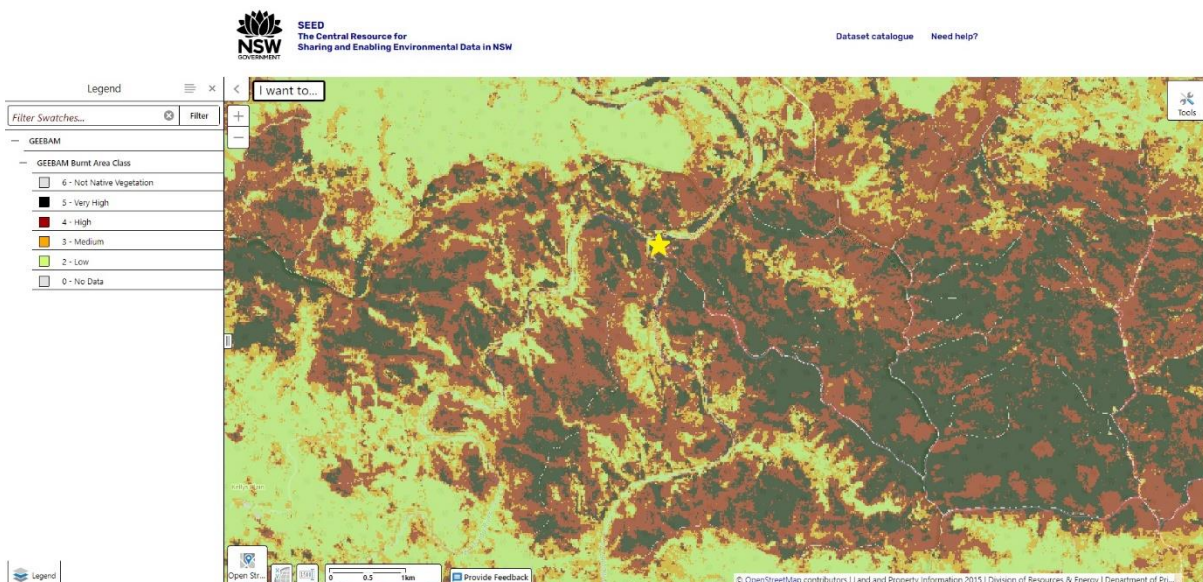 NSW
GOVERNMENT
SEED
The Central Resource for
Sharing and Enabling Environmental Data in NSW
Dataset catalogue Need help?
Legend
I want to...
Tools
Filter Swatches... Filter
GEEBAM
GEEBAM Burnt Area Class
6 - Not Native Vegetation
5 - Very High
4 - High
3 - Medium
2 - Low
0 - No Data
Legend
Open Str...
0 0.5 1km
Provide Feedback
© OpenStreetMap contributors | Land and Property Information 2015 | Division of Resources & Energy | Department of Pri...